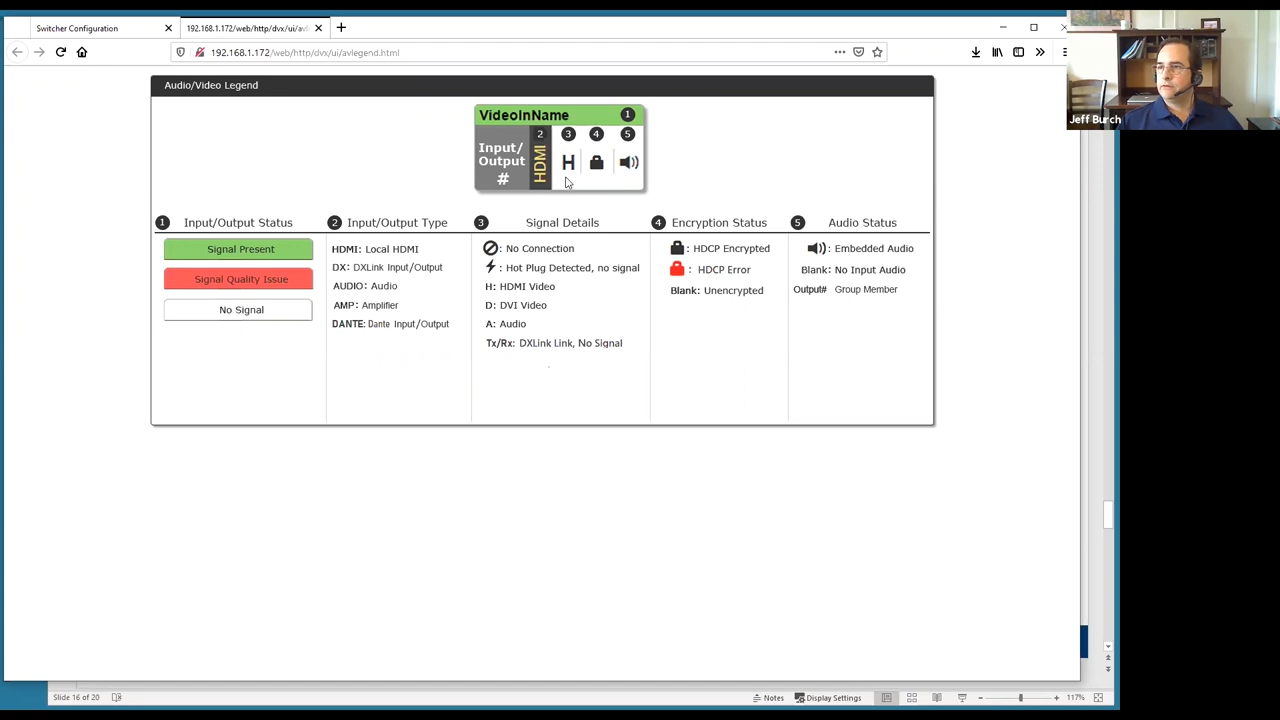 Switcher Configuration
192.168.1.172/web/http/dvx/ui/av
192.168.1.172/web/http/dvx/ui/avlegend.html
Jeff Burch
Audio/Video Legend
VideoInName 1
2 3 4 5
Input/
Output
#
HDMI
H
1 Input/Output Status
Signal Present
Signal Quality Issue
No Signal
2 Input/Output Type
HDMI: Local HDMI
DX: DXLink Input/Output
AUDIO: Audio
AMP: Amplifier
DANTE: Dante Input/Output
3 Signal Details
: No Connection
: Hot Plug Detected, no signal
H: HDMI Video
D: DVI Video
A: Audio
Tx/Rx: DXLink Link, No Signal
4 Encryption Status
: HDCP Encrypted
: HDCP Error
Blank: Unencrypted
5 Audio Status
: Embedded Audio
Blank: No Input Audio
Output# Group Member
Slide 16 of 20
Notes
Display Settings
117%